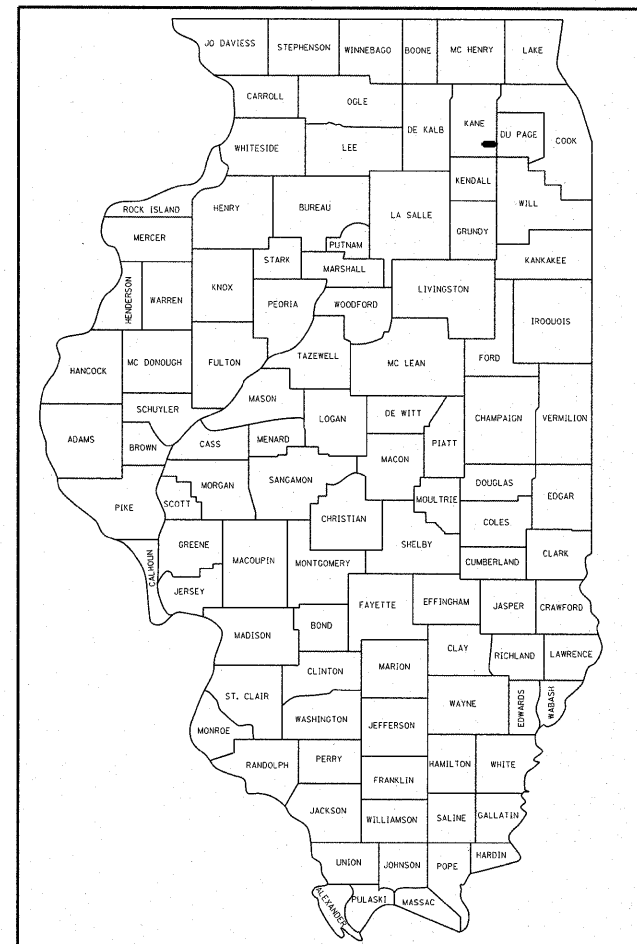 JO DAVIESS
STEPHENSON
WINNEBAGO
BOONE
MC HENRY
LAKE
CARROLL
OGLE
DE KALB
KANE
DU PAGE
COOK
WHITESIDE
LEE
KENDALL
WILL
ROCK ISLAND
HENRY
BUREAU
LA SALLE
GRUNDY
MERCER
PUTNAM
KANKAKEE
STARK
MARSHALL
HENDERSON
WARREN
KNOX
PEORIA
WOODFORD
LIVINGSTON
IROQUOIS
HANCOCK
MC DONOUGH
FULTON
TAZEWELL
MC LEAN
FORD
MASON
SCHUYLER
LOGAN
DE WITT
CHAMPAIGN
VERMILION
ADAMS
BROWN
CASS
MENARD
MACON
PIATT
PIKE
SCOTT
MORGAN
SANGAMON
CHRISTIAN
MOULTRIE
DOUGLAS
EDGAR
COLES
CALHOUN
GREENE
MACOUPIN
MONTGOMERY
SHELBY
CUMBERLAND
CLARK
JERSEY
FAYETTE
EFFINGHAM
JASPER
CRAWFORD
MADISON
BOND
CLAY
RICHLAND
LAWRENCE
CLINTON
MARION
ST. CLAIR
WAYNE
EDWARDS
WABASH
MONROE
WASHINGTON
JEFFERSON
RANDOLPH
PERRY
HAMILTON
WHITE
FRANKLIN
JACKSON
WILLIAMSON
SALINE
GALLATIN
UNION
JOHNSON
POPE
HARDIN
ALEXANDER
PULASKI
MASSAC